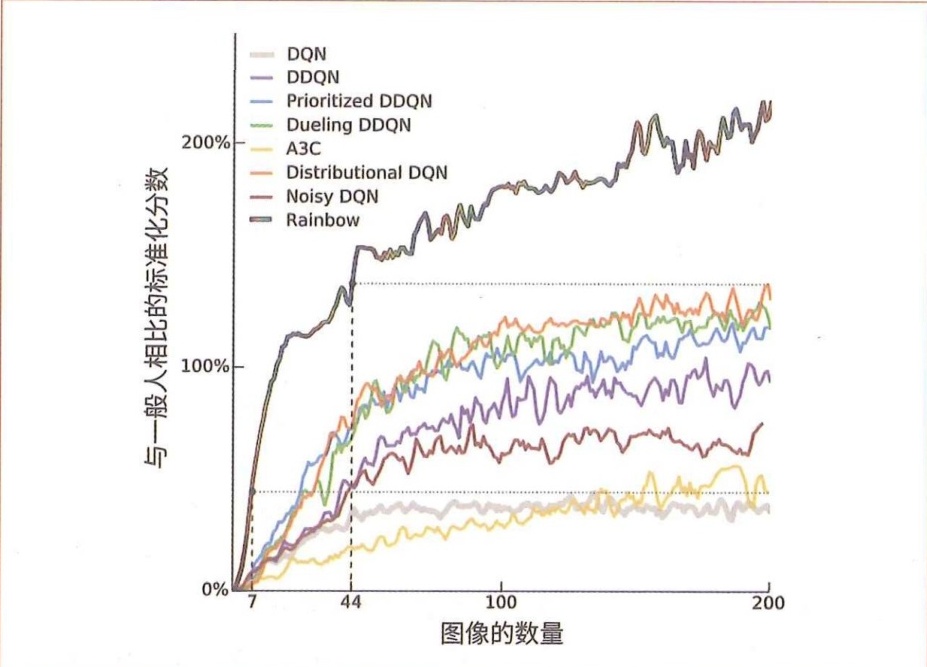 DQN
DDQN
Prioritized DDQN
Dueling DDQN
A3C
Distributional DQN
Noisy DQN
Rainbow
200%
100%
0%
7
44
100
200
与一般人相比的标准化分数
图像的数量